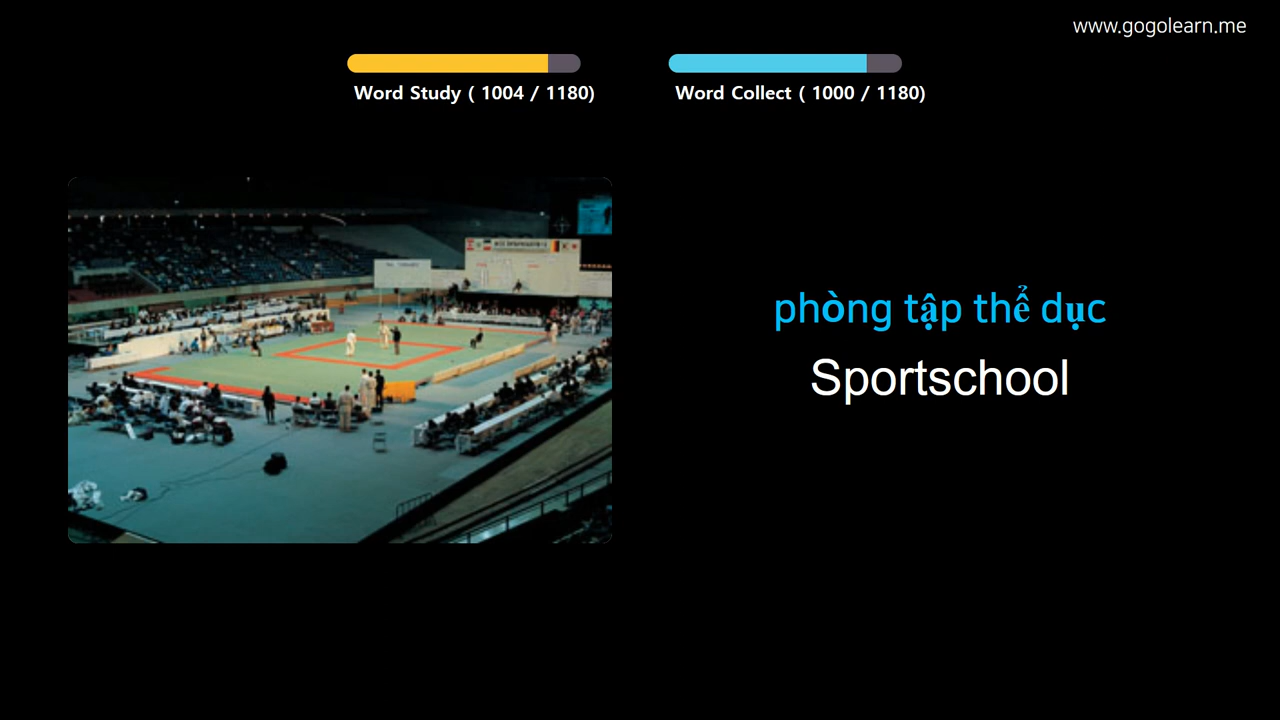 www.gogolearn.me
Word Study ( 1004 / 1180)
Word Collect ( 1000 / 1180)
phòng tập thể dục
Sportschool